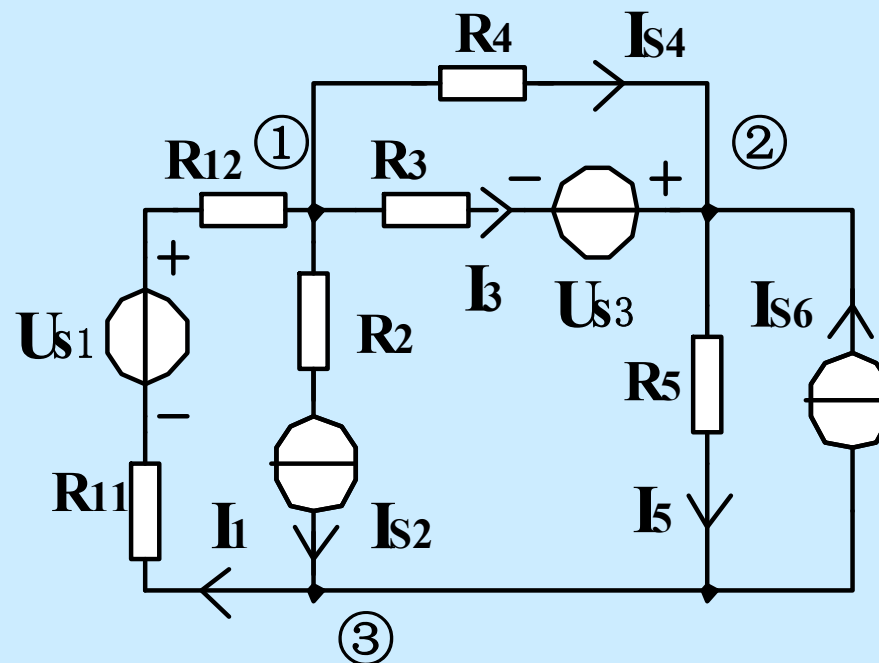 R4 IS4
① ②
R12 R3
- +
+
I3 US3 IS6
US1 R2
R5
-
R11 I1 IS2 I5
③